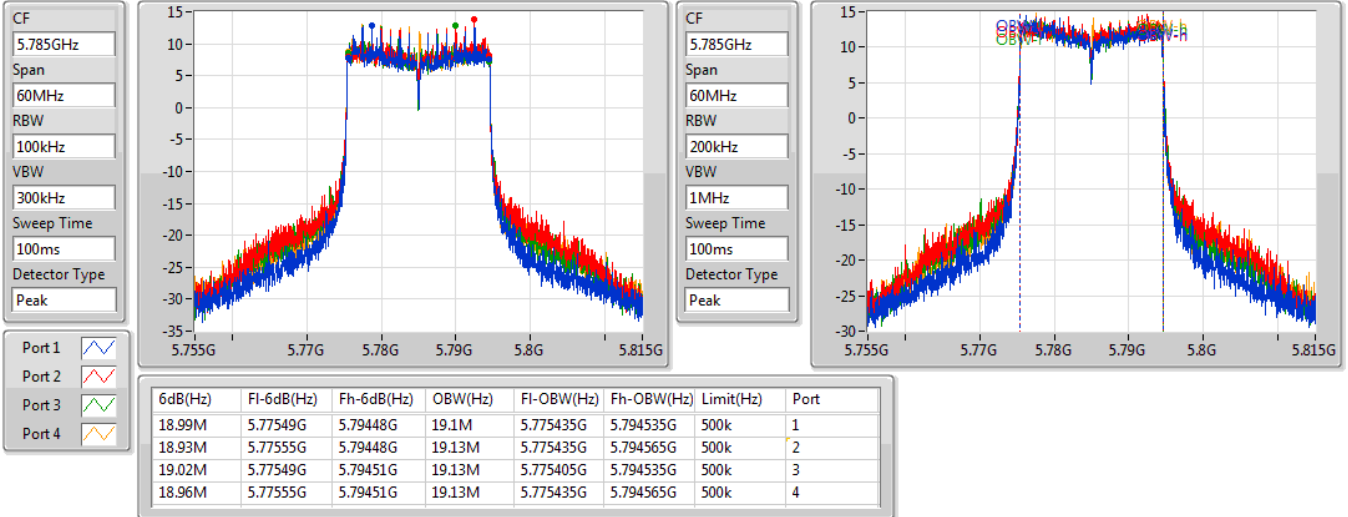 CF
5.785GHz
Span
60MHz
RBW
100kHz
VBW
300kHz
Sweep Time
100ms
Detector Type
Peak
15
10
5
0
-5
-10
-15
-20
-25
-30
-35
5.755G 5.77G 5.78G 5.79G 5.8G 5.815G
CF
5.785GHz
Span
60MHz
RBW
200kHz
VBW
1MHz
Sweep Time
100ms
Detector Type
Peak
15
10
5
0
-5
-10
-15
-20
-25
-30
5.755G 5.77G 5.78G 5.79G 5.8G 5.815G
Port 1
Port 2
Port 3
Port 4
6dB(Hz) Fl-6dB(Hz) Fh-6dB(Hz) OBW(Hz) Fl-OBW(Hz) Fh-OBW(Hz) Limit(Hz) Port
18.99M 5.77549G 5.79448G 19.1M 5.775435G 5.794535G 500k 1
18.93M 5.77555G 5.79448G 19.13M 5.775435G 5.794565G 500k 2
19.02M 5.77549G 5.79451G 19.13M 5.775405G 5.794535G 500k 3
18.96M 5.77555G 5.79451G 19.13M 5.775435G 5.794565G 500k 4